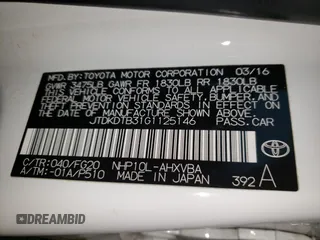 MFD BY: TOYOTA MOTOR CORPORATION 03/16
GVWR 3475LB GAWR FR 1830LB RR 1830LB
THIS VEHICLE CONFORMS TO ALL APPLICABLE
FEDERAL MOTOR VEHICLE SAFETY, BUMPER, AND
THEFT PREVENTION STANDARDS IN EFFECT ON
THE DATE OF MANUFACTURE SHOWN ABOVE.
JTDKDTB31G1125146 PASS.CAR
C/TR:040/FG20 NHP10L-AHXVBA
A/TM:-01A/P510 MADE IN JAPAN 392 A
TOYOTA
DREAMBID